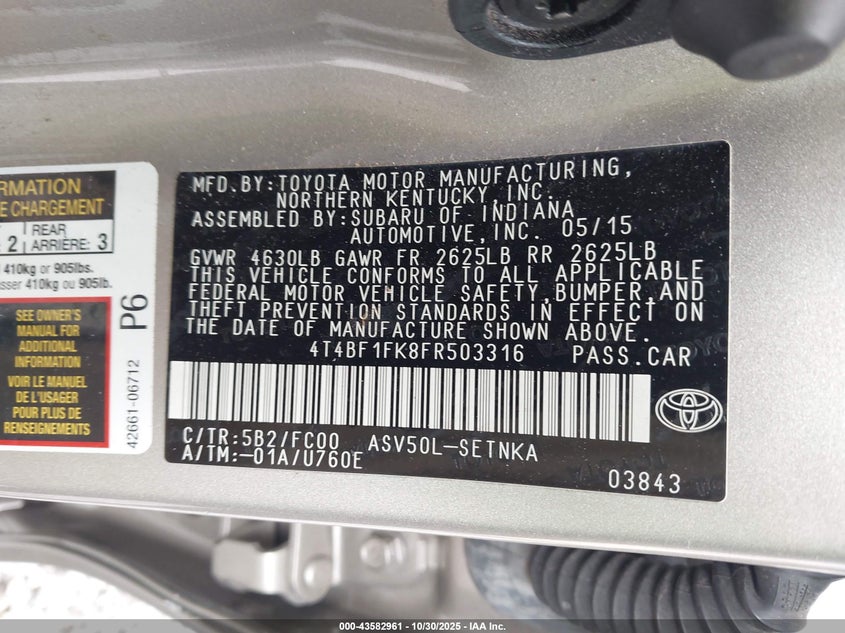 RMATION
E CHARGEMENT
2
REAR
ARRIÈRE: 3
410kg or 905lbs.
sser 410kg ou 905lb.
SEE OWNER'S
MANUAL FOR
ADDITIONAL
INFORMATION
VOIR LE MANUEL
DE L'USAGER
POUR PLUS DE
RENSEIGNEMENTS
P6
42661-06712
MFD.BY:TOYOTA MOTOR MANUFACTURING,
NORTHERN KENTUCKY,INC.
ASSEMBLED BY:SUBARU OF INDIANA
AUTOMOTIVE,INC. 05/15
GVWR 4630LB GAWR FR 2625LB RR 2625LB
THIS VEHICLE CONFORMS TO ALL APPLICABLE
FEDERAL MOTOR VEHICLE SAFETY,BUMPER,AND
THEFT PREVENTION STANDARDS IN EFFECT ON
THE DATE OF MANUFACTURE SHOWN ABOVE.
4T4BF1FK8FR503316 PASS.CAR
C/TR:5B2/FC00 ASV50L-SETNKA
A/TM:-01A/U760E
03843
000-43582961 - 10/30/2025 - IAA Inc.